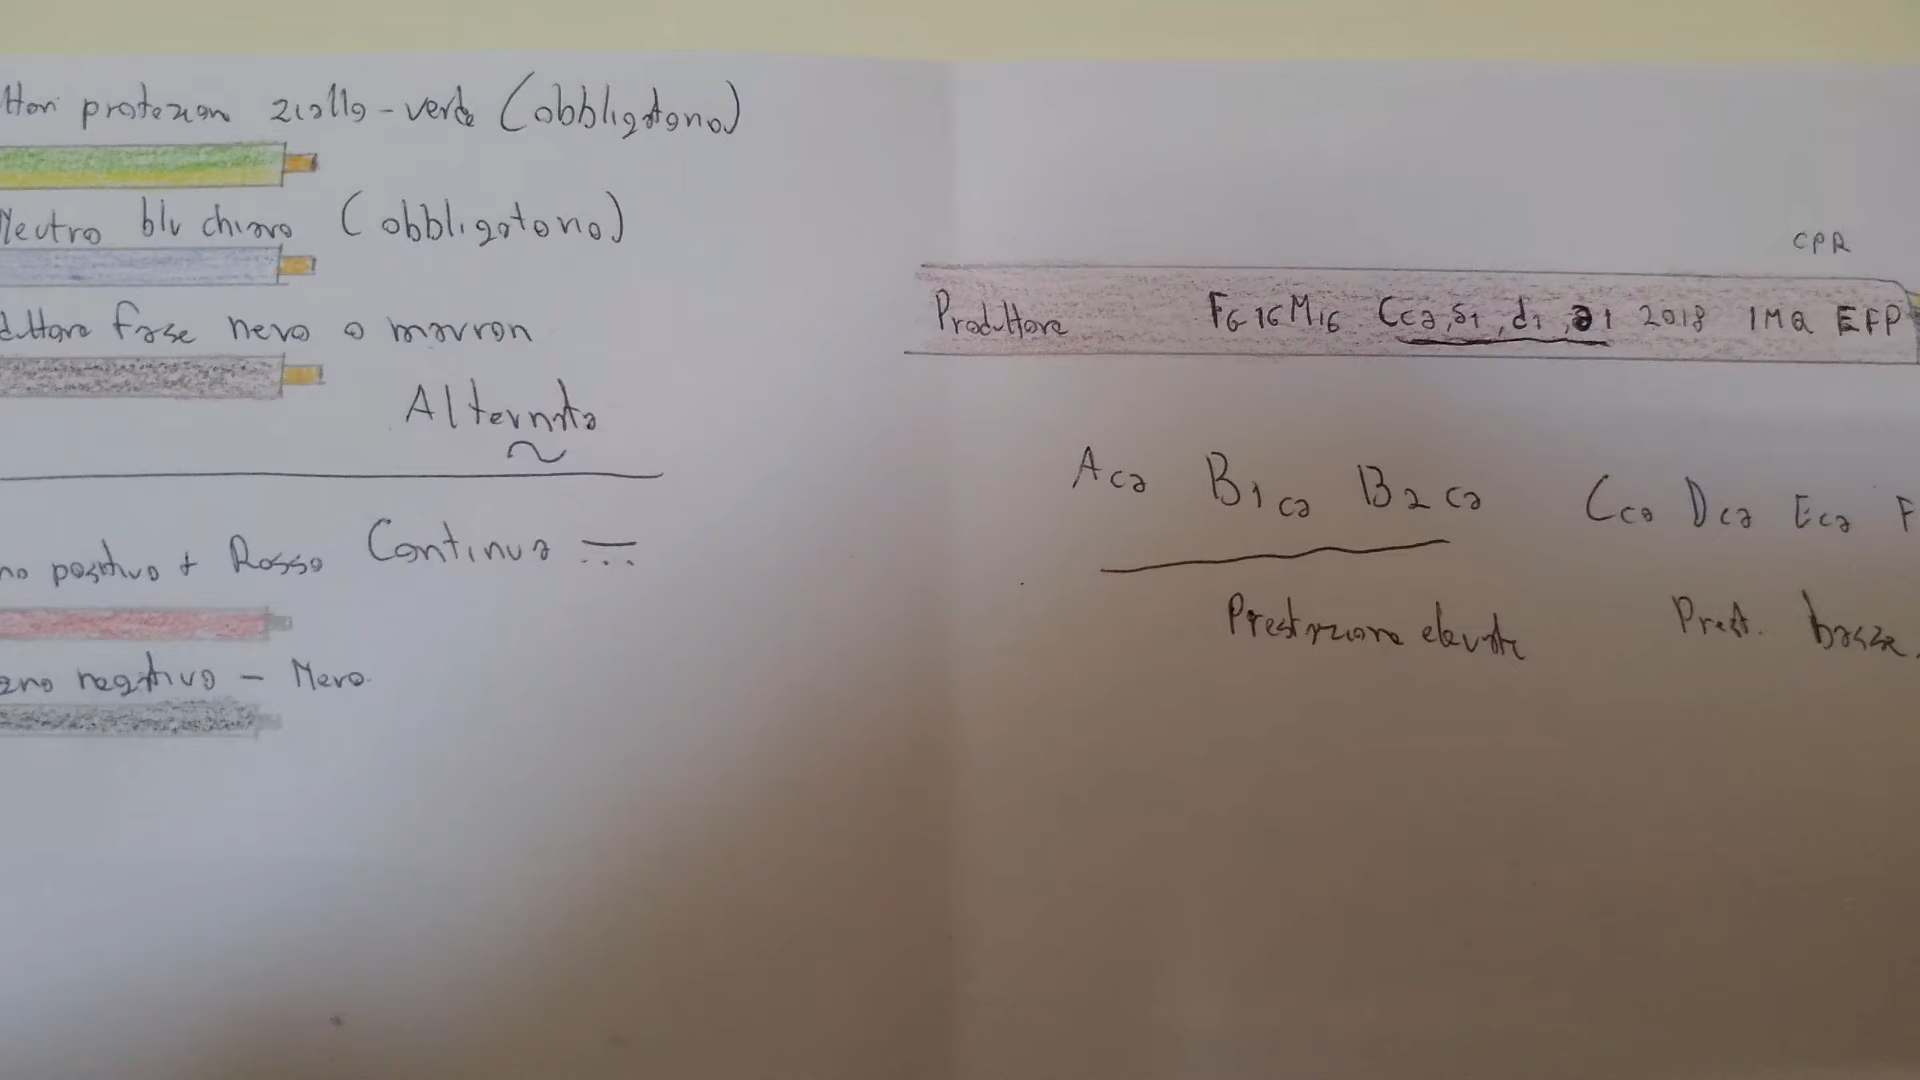 ttori protezion giallo-verde (obbligatorio)
Neutro blu chiaro (obbligatorio)
duttore fase nero o marron
Alternata
~
no positivo + Rosso
Continua
ano negativo - Nero
CPR
Produttore FG16M16 Cca,s1,d1,a1 2018 IMQ EFP
Aca B1ca B2ca Cca Dca Eca F
Prestazione elevate Prest. basse.